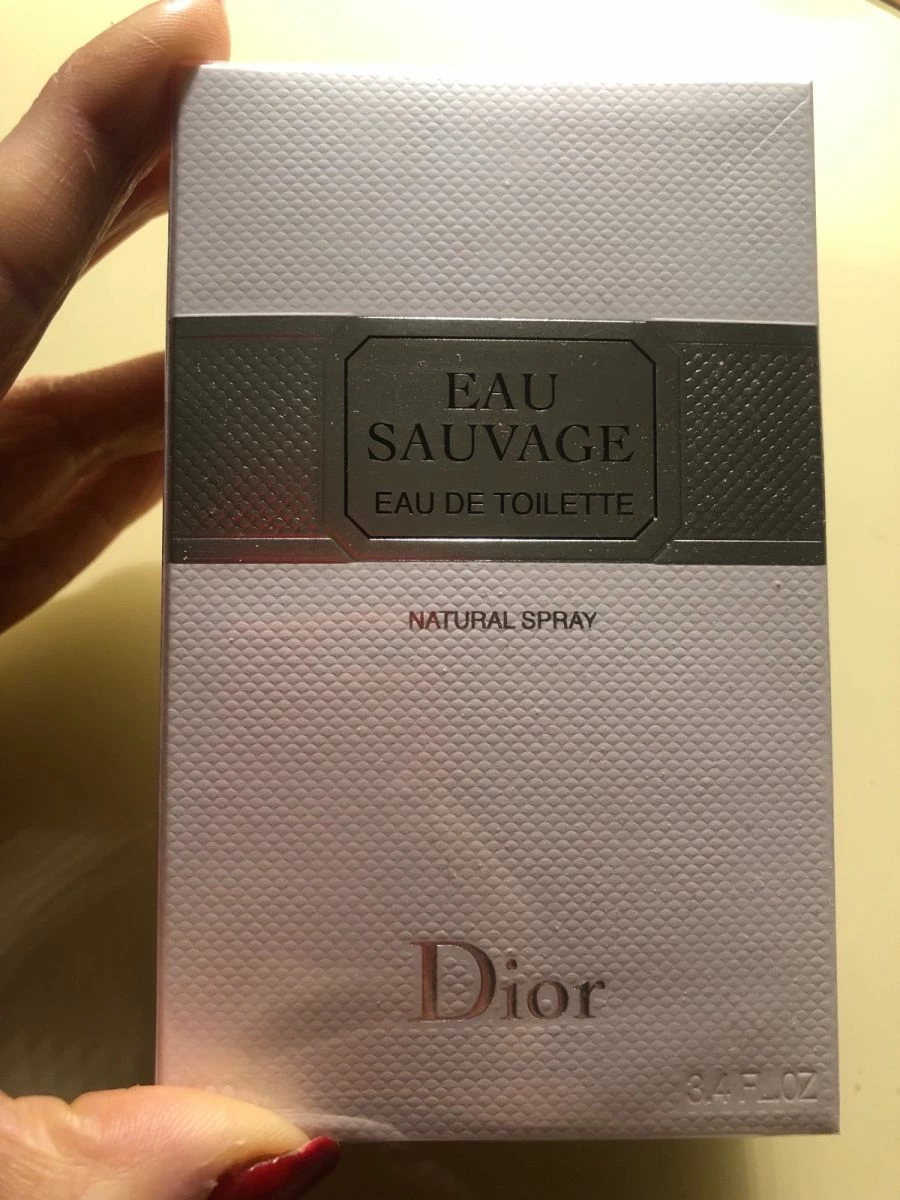 EAU
SAUVAGE
EAU DE TOILETTE
NATURAL SPRAY
Dior
3.4 FL.OZ